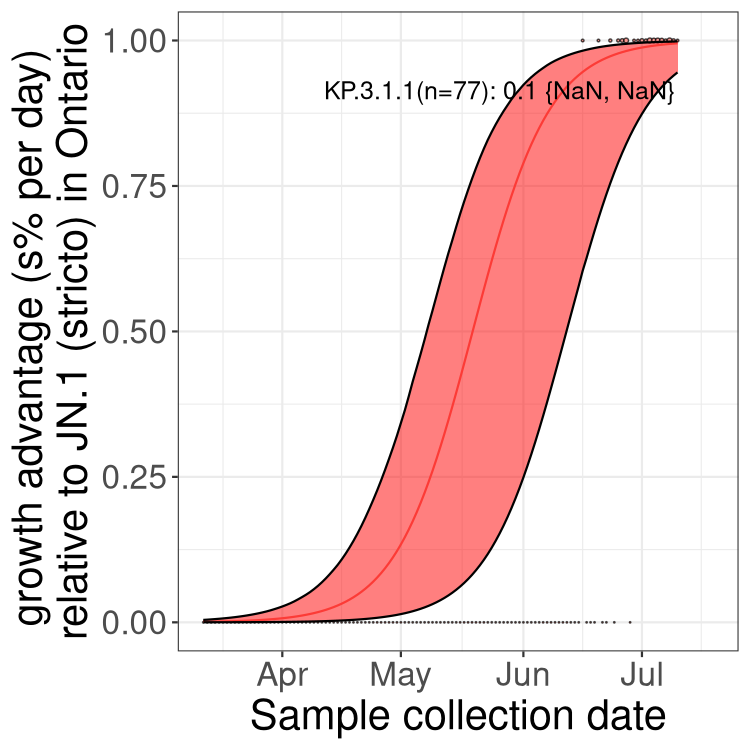 growth advantage (s% per day)
relative to JN.1 (stricto) in Ontario
1.00
0.75
0.50
0.25
0.00
KP.3.1.1(n=77): 0.1 {NaN, NaN}
Apr
May
Jun
Jul
Sample collection date